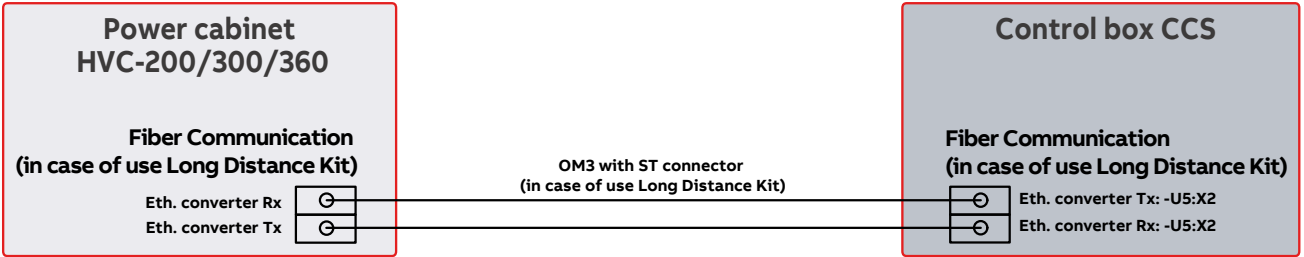 Power cabinet
HVC-200/300/360
Fiber Communication
(in case of use Long Distance Kit)
Eth. converter Rx
Eth. converter Tx
OM3 with ST connector
(in case of use Long Distance Kit)
Control box CCS
Fiber Communication
(in case of use Long Distance Kit)
Eth. converter Tx: -U5:X2
Eth. converter Rx: -U5:X2